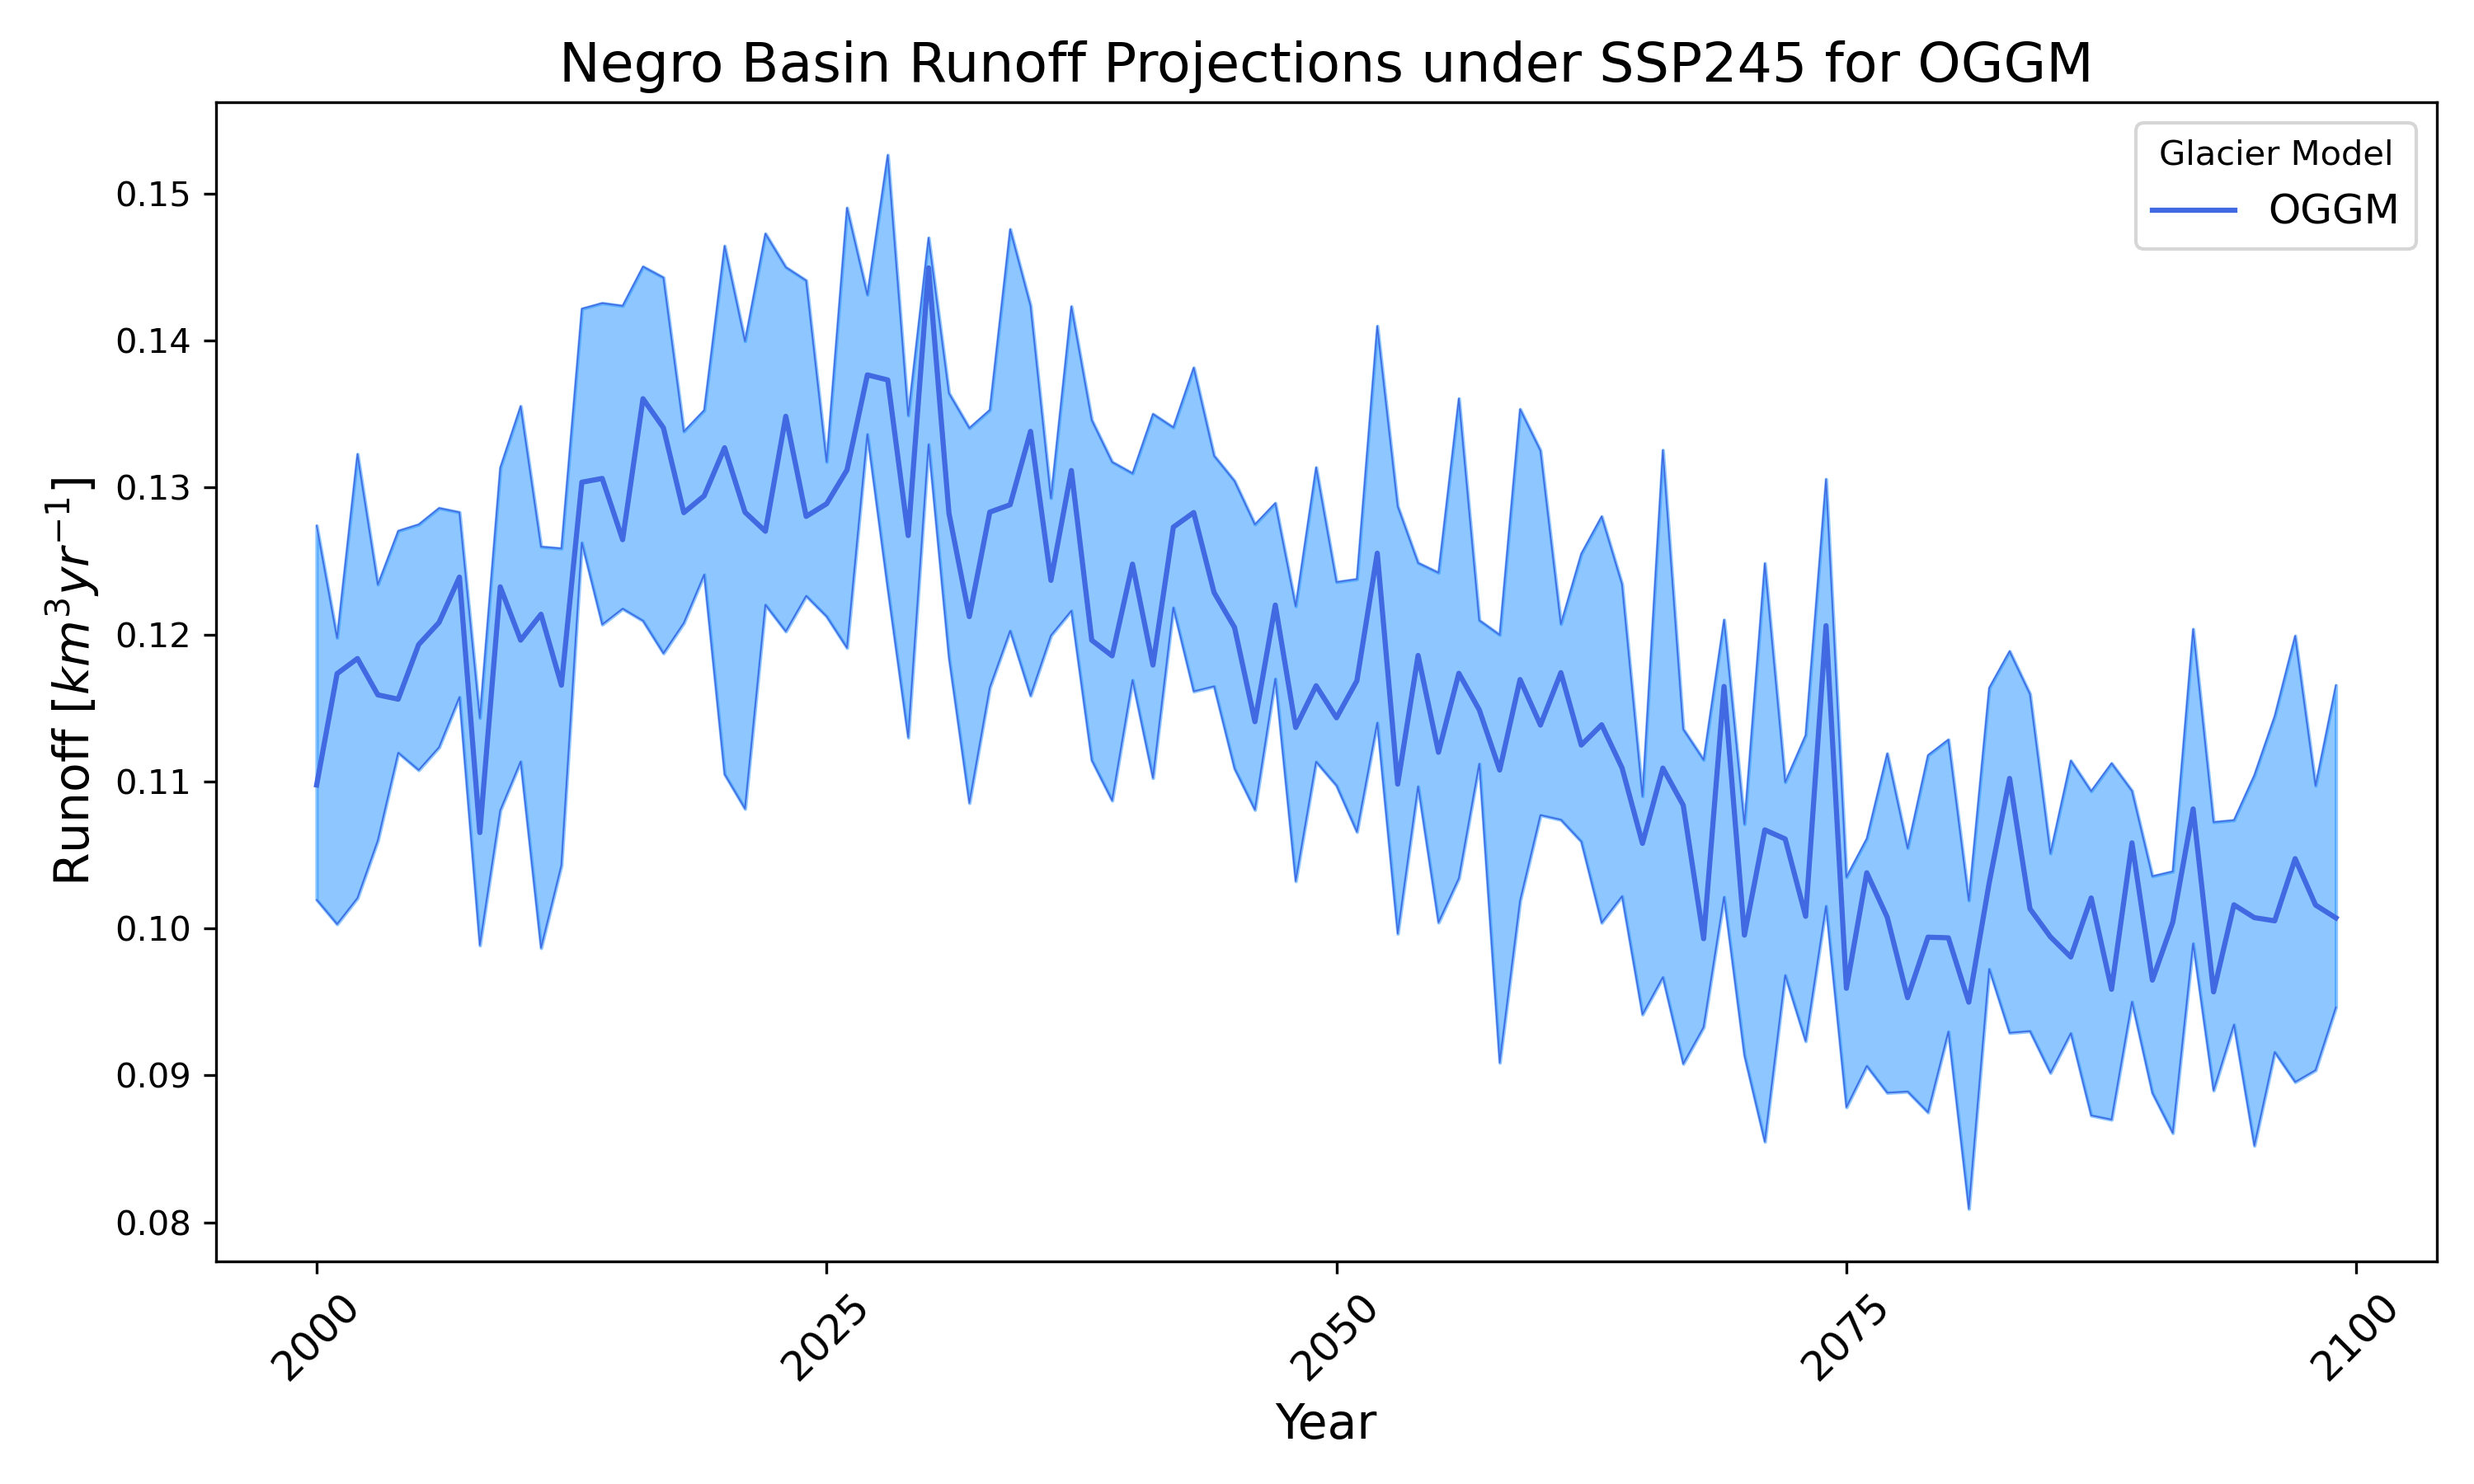 Negro Basin Runoff Projections under SSP245 for OGGM
Glacier Model
OGGM
Runoff [km³yr⁻¹]
0.15
0.14
0.13
0.12
0.11
0.10
0.09
0.08
2000 2025 2050 2075 2100
Year